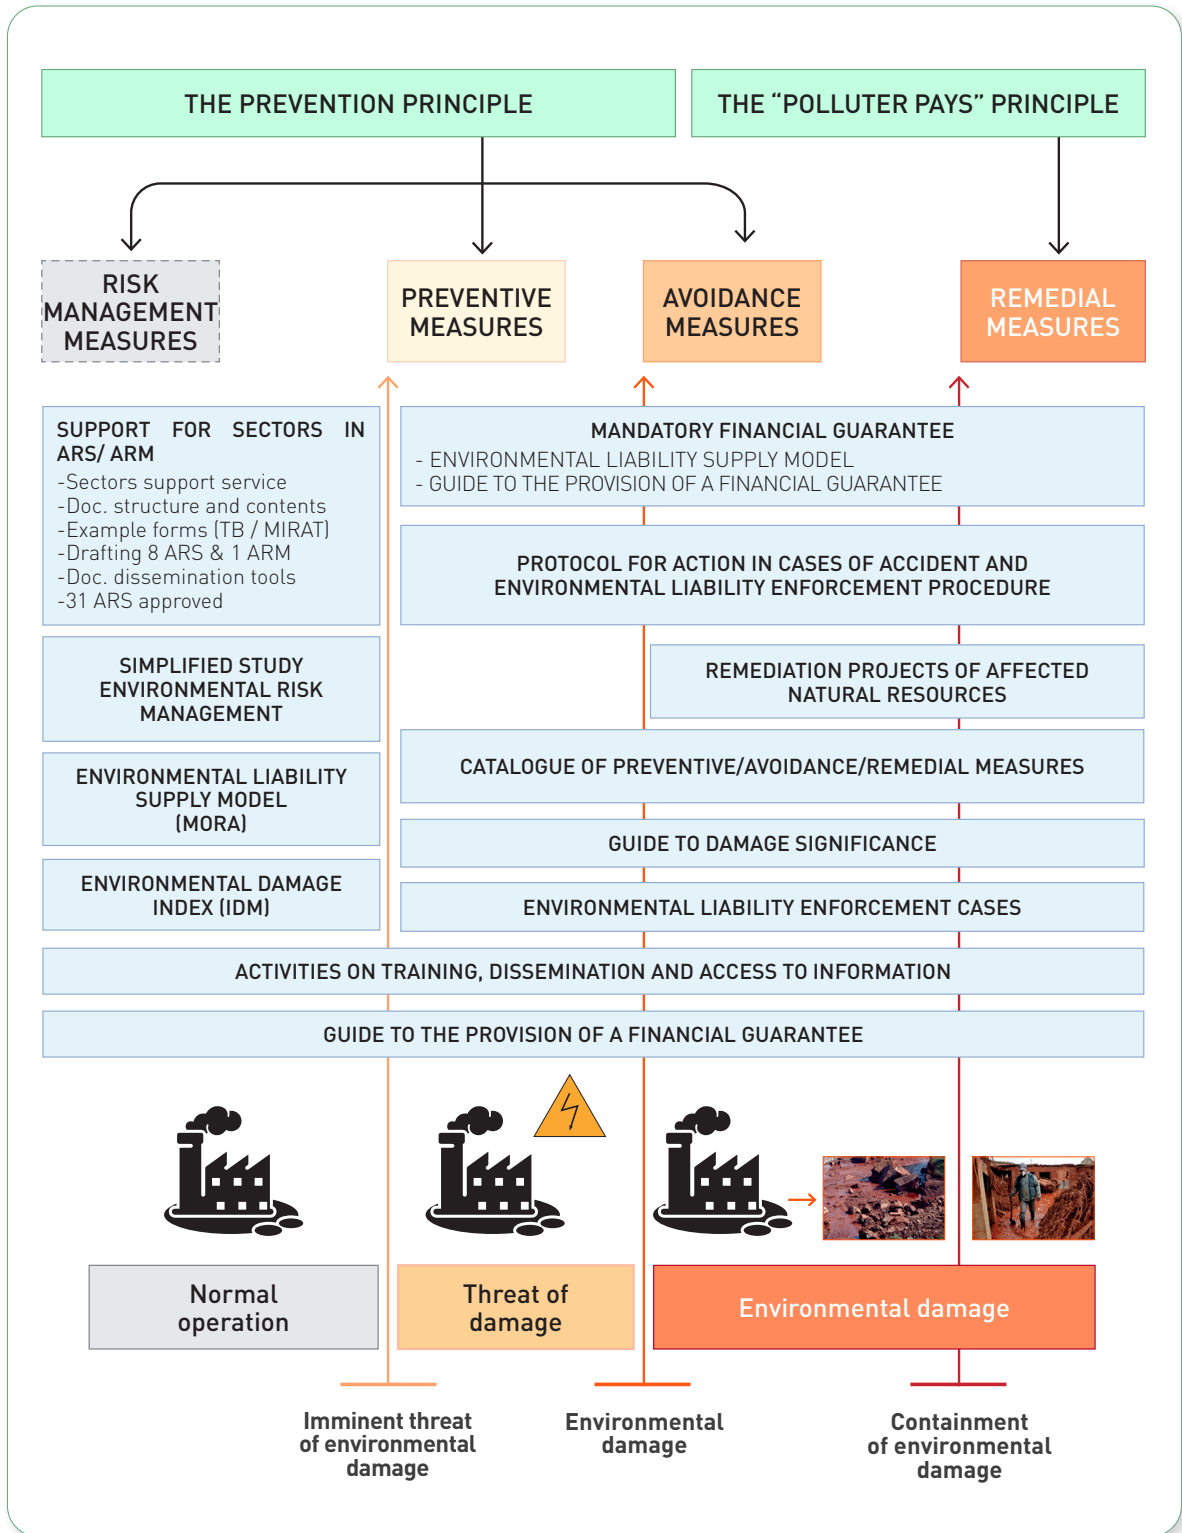 THE PREVENTION PRINCIPLE
THE “POLLUTER PAYS” PRINCIPLE
RISK
MANAGEMENT
MEASURES
PREVENTIVE
MEASURES
AVOIDANCE
MEASURES
REMEDIAL
MEASURES
SUPPORT FOR SECTORS IN
ARS/ ARM
-Sectors support service
-Doc. structure and contents
-Example forms (TB / MIRAT)
-Drafting 8 ARS & 1 ARM
-Doc. dissemination tools
-31 ARS approved
MANDATORY FINANCIAL GUARANTEE
- ENVIRONMENTAL LIABILITY SUPPLY MODEL
- GUIDE TO THE PROVISION OF A FINANCIAL GUARANTEE
PROTOCOL FOR ACTION IN CASES OF ACCIDENT AND
ENVIRONMENTAL LIABILITY ENFORCEMENT PROCEDURE
SIMPLIFIED STUDY
ENVIRONMENTAL RISK
MANAGEMENT
REMEDIATION PROJECTS OF AFFECTED
NATURAL RESOURCES
CATALOGUE OF PREVENTIVE/AVOIDANCE/REMEDIAL MEASURES
ENVIRONMENTAL LIABILITY
SUPPLY MODEL
(MORA)
GUIDE TO DAMAGE SIGNIFICANCE
ENVIRONMENTAL DAMAGE
INDEX (IDM)
ENVIRONMENTAL LIABILITY ENFORCEMENT CASES
ACTIVITIES ON TRAINING, DISSEMINATION AND ACCESS TO INFORMATION
GUIDE TO THE PROVISION OF A FINANCIAL GUARANTEE
Normal
operation
Threat of
damage
Environmental damage
Imminent threat
of environmental
damage
Environmental
damage
Containment
of environmental
damage